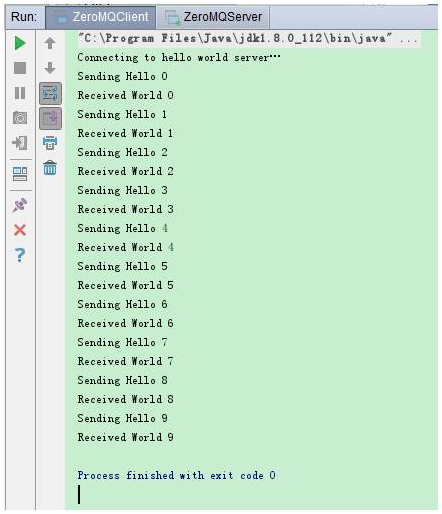 Run: ZeroMQClient ZeroMQServer
"C:\Program Files\Java\jdk1.8.0_112\bin\java" ...
Connecting to hello world server…
Sending Hello 0
Received World 0
Sending Hello 1
Received World 1
Sending Hello 2
Received World 2
Sending Hello 3
Received World 3
Sending Hello 4
Received World 4
Sending Hello 5
Received World 5
Sending Hello 6
Received World 6
Sending Hello 7
Received World 7
Sending Hello 8
Received World 8
Sending Hello 9
Received World 9
Process finished with exit code 0